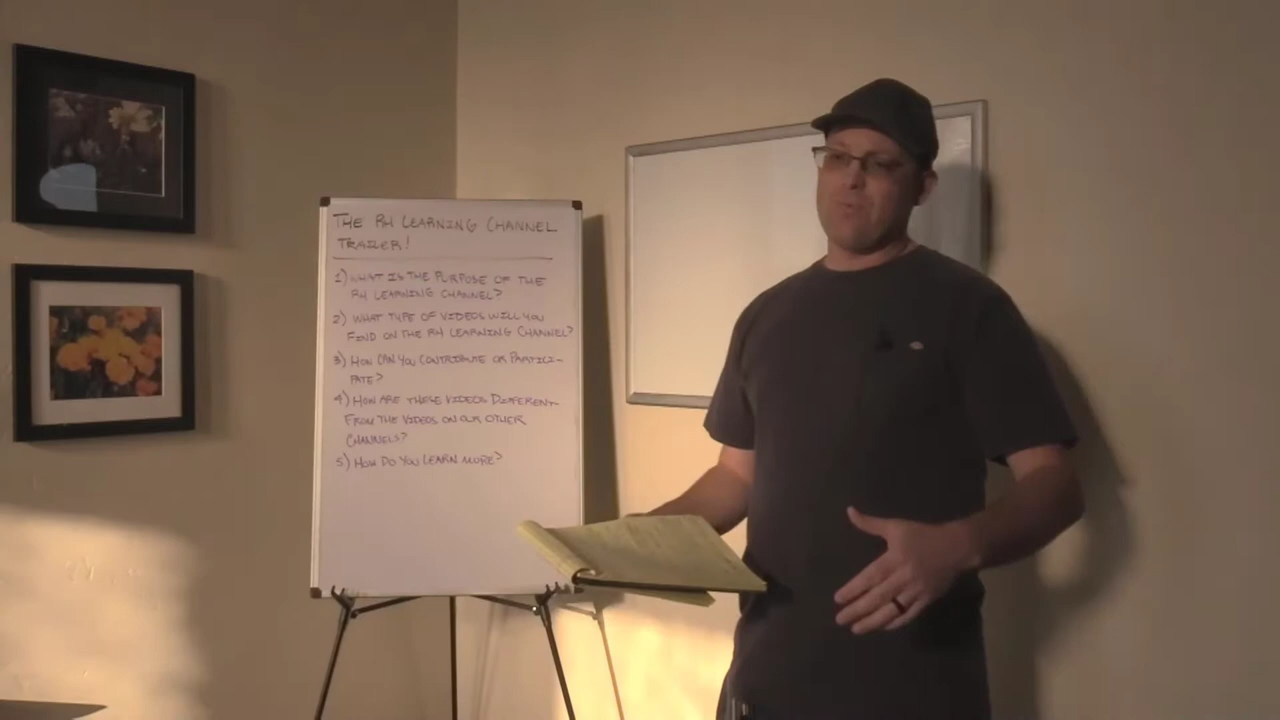 THE RH LEARNING CHANNEL
TRAILER!
1) WHAT IS THE PURPOSE OF THE
RH LEARNING CHANNEL?
2) WHAT TYPE OF VIDEOS WILL YOU
FIND ON THE RH LEARNING CHANNEL?
3) HOW CAN YOU CONTRIBUTE OR PARTICI-
PATE?
4) HOW ARE THESE VIDEOS DIFFERENT
FROM THE VIDEOS ON OUR OTHER
CHANNELS?
5) HOW DO YOU LEARN MORE?